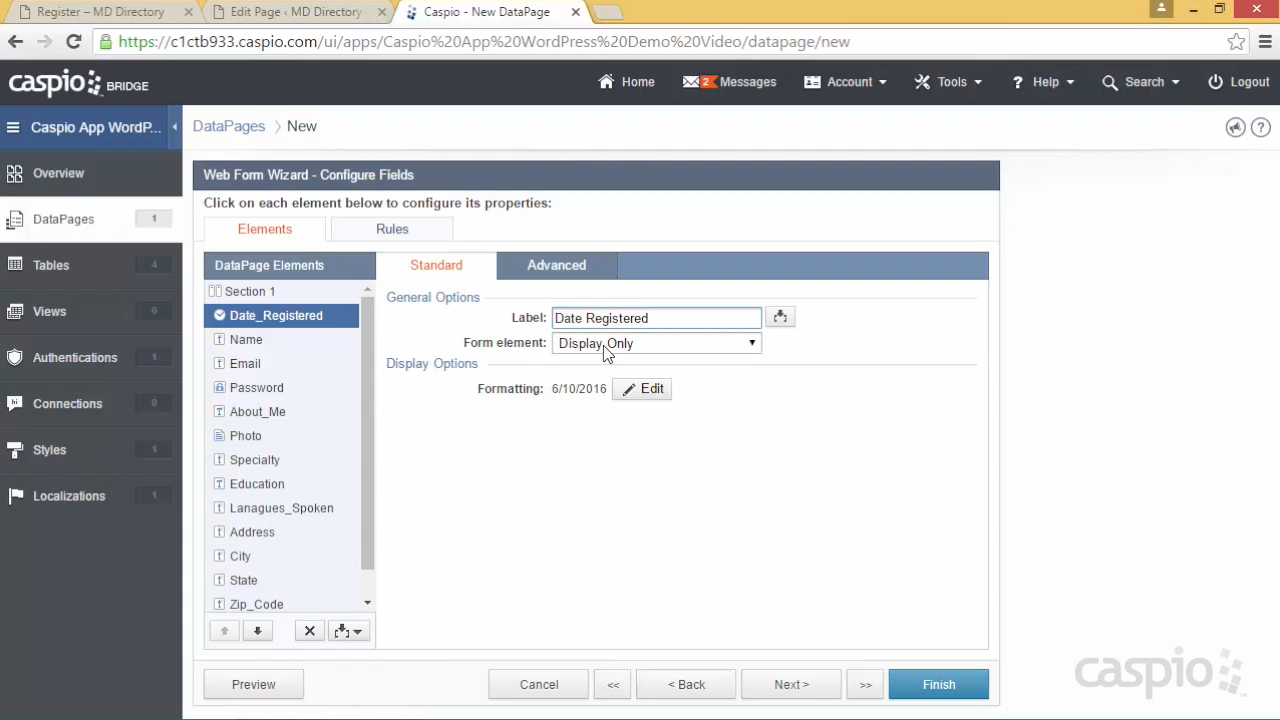 Register – MD Directory
Edit Page ‹ MD Directory
Caspio - New DataPage
https://c1ctb933.caspio.com/ui/apps/Caspio%20App%20WordPress%20Demo%20Video/datapage/new
caspio BRIDGE
Home
2 Messages
Account
Tools
? Help
Search
Logout
Caspio App WordP...
DataPages > New
?
Overview
DataPages 1
Tables 4
Views 0
Authentications 3
Connections 0
Styles 1
Localizations 1
Web Form Wizard - Configure Fields
Click on each element below to configure its properties:
Elements
Rules
DataPage Elements
Standard
Advanced
Section 1
Date_Registered
Name
Email
Password
About_Me
Photo
Specialty
Education
Lanagues_Spoken
Address
City
State
Zip_Code
General Options
Label: Date Registered
Form element: Display Only
Display Options
Formatting: 6/10/2016 Edit
Preview
Cancel
<<
< Back
Next >
>>
Finish
caspio